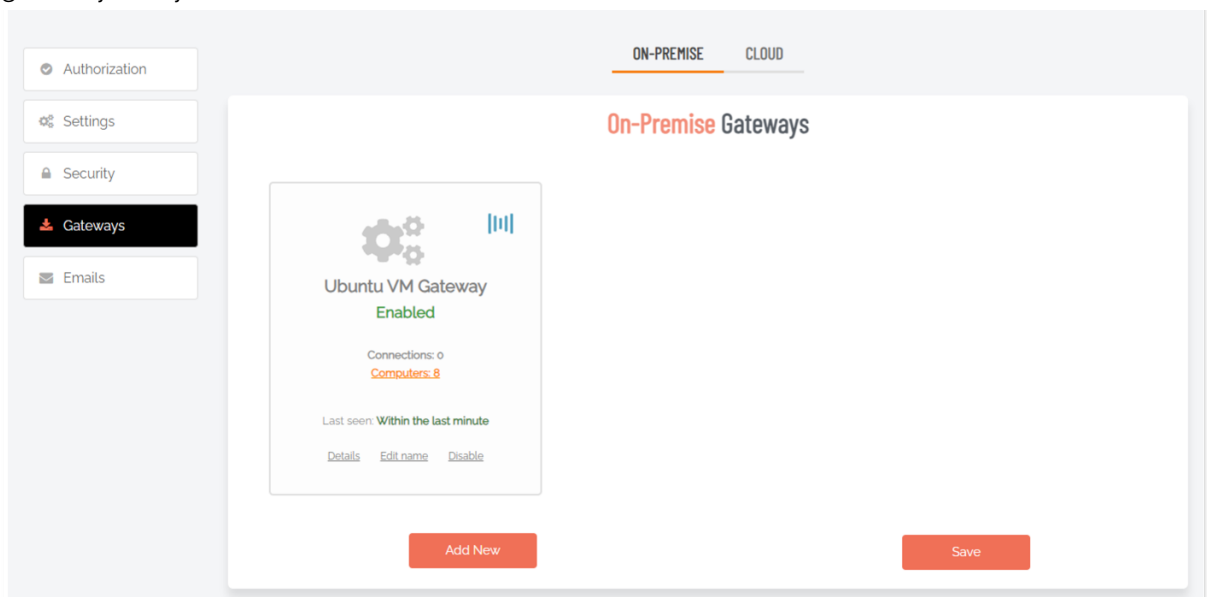 Authorization
Settings
Security
Gateways
Emails
ON-PREMISE CLOUD
On-Premise Gateways
Ubuntu VM Gateway
Enabled
Connections: 0
Computers: 8
Last seen: Within the last minute
Details Edit name Disable
Add New Save